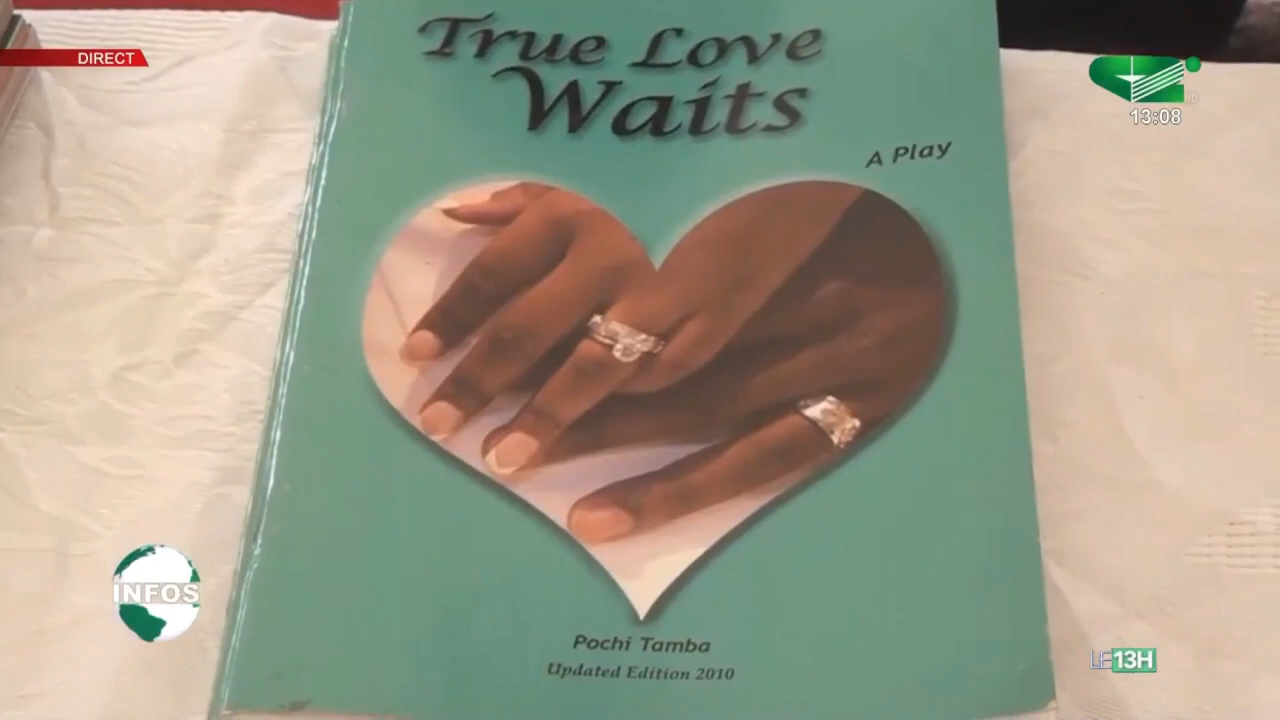 DIRECT
True Love
Waits
A Play
13:08
INFOS
Pochi Tamba
Updated Edition 2010
LE13H